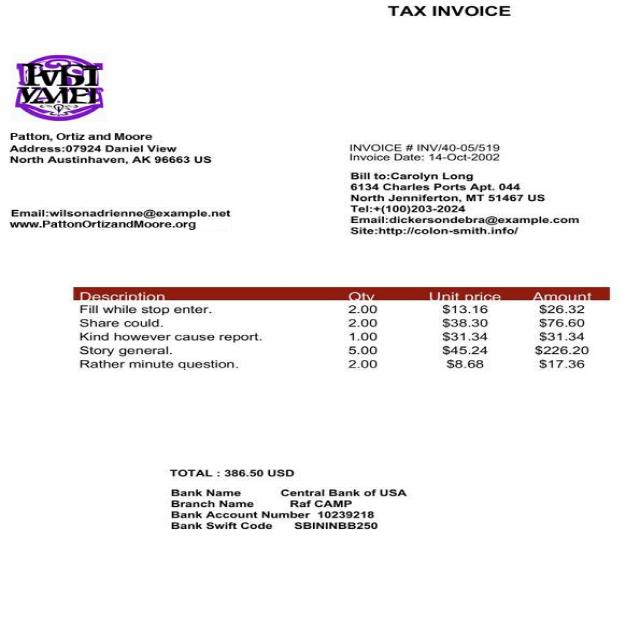 TAX INVOICE
Patton, Ortiz and Moore
Address:07924 Daniel View
North Austinhaven, AK 96663 US
Email:wilsonadrienne@example.net
www.PattonOrtizandMoore.org
INVOICE # INV/40-05/519
Invoice Date: 14-Oct-2002
Bill to:Carolyn Long
6134 Charles Ports Apt. 044
North Jenniferton, MT 51467 US
Tel:+(100)203-2024
Email:dickersondebra@example.com
Site:http://colon-smith.info/
Description Qty Unit price Amount
Fill while stop enter. 2.00 $13.16 $26.32
Share could. 2.00 $38.30 $76.60
Kind however cause report. 1.00 $31.34 $31.34
Story general. 5.00 $45.24 $226.20
Rather minute question. 2.00 $8.68 $17.36
TOTAL : 386.50 USD
Bank Name Central Bank of USA
Branch Name Raf CAMP
Bank Account Number 10239218
Bank Swift Code SBININBB250